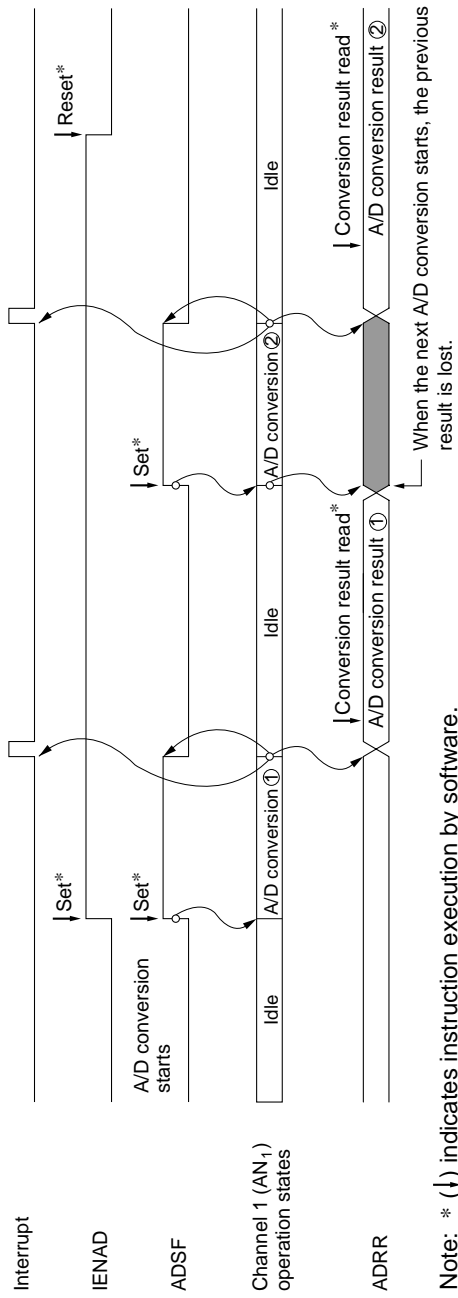 Interrupt
IENAD
Set*
Reset*
ADSF
A/D conversion
starts
Set*
Set*
Channel 1 (AN₁)
operation states
Idle
A/D conversion ①
Idle
A/D conversion ②
Idle
ADRR
Conversion result read*
A/D conversion result ①
Conversion result read*
A/D conversion result ②
When the next A/D conversion starts, the previous
result is lost.
Note: * (↓) indicates instruction execution by software.